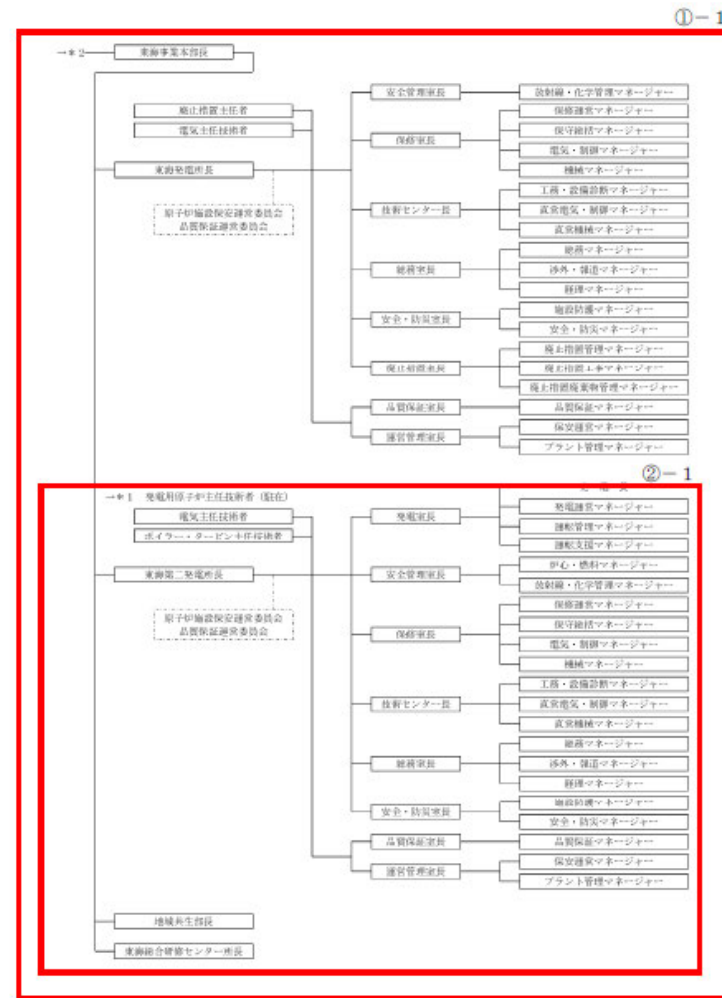 ①-1
→*2 東海事業本部長
安全管理室長 放射線・化学管理マネージャー
廃止措置主任者 保修運営マネージャー
電気主任技術者 保守総括マネージャー
保修室長 電気・制御マネージャー
東海発電所長 機械マネージャー
原子炉施設保安運営委員会
品質保証運営委員会
技術センター長 工務・設備診断マネージャー
直営電気・制御マネージャー
直営機械マネージャー
総務室長 総務マネージャー
渉外・報道マネージャー
経理マネージャー
安全・防災室長 施設防護マネージャー
安全・防災マネージャー
廃止措置室長 廃止措置管理マネージャー
廃止措置工事マネージャー
廃止措置廃棄物管理マネージャー
品質保証室長 品質保証マネージャー
運営管理室長 保安運営マネージャー
プラント管理マネージャー
②-1
→*1 発電用原子炉主任技術者(駐在)
電気主任技術者 発電室長 発電運営マネージャー
ボイラー・タービン主任技術者 運転管理マネージャー
運転支援マネージャー
東海第二発電所長 安全管理室長 炉心・燃料マネージャー
放射線・化学管理マネージャー
原子炉施設保安運営委員会
品質保証運営委員会
保修室長 保修運営マネージャー
保守総括マネージャー
電気・制御マネージャー
機械マネージャー
技術センター長 工務・設備診断マネージャー
直営電気・制御マネージャー
直営機械マネージャー
総務室長 総務マネージャー
渉外・報道マネージャー
経理マネージャー
安全・防災室長 施設防護マネージャー
安全・防災マネージャー
品質保証室長 品質保証マネージャー
運営管理室長 保安運営マネージャー
プラント管理マネージャー
地域共生部長
東海総合研修センター所長